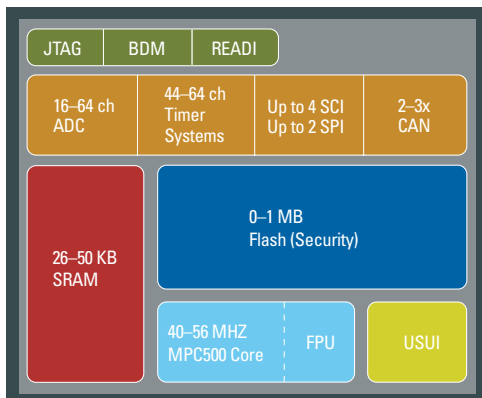 JTAG BDM READI
16–64 ch
ADC
44–64 ch
Timer
Systems
Up to 4 SCI
Up to 2 SPI
2–3x
CAN
26–50 KB
SRAM
0–1 MB
Flash (Security)
40–56 MHZ
MPC500 Core
FPU
USUI